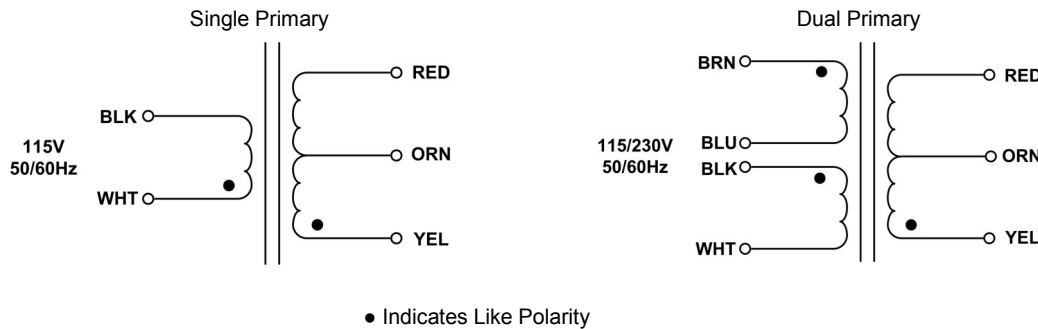 Single Primary
BLK
115V
50/60Hz
WHT
RED
ORN
YEL
Dual Primary
BRN
BLU
115/230V
50/60Hz
BLK
WHT
RED
ORN
YEL
● Indicates Like Polarity